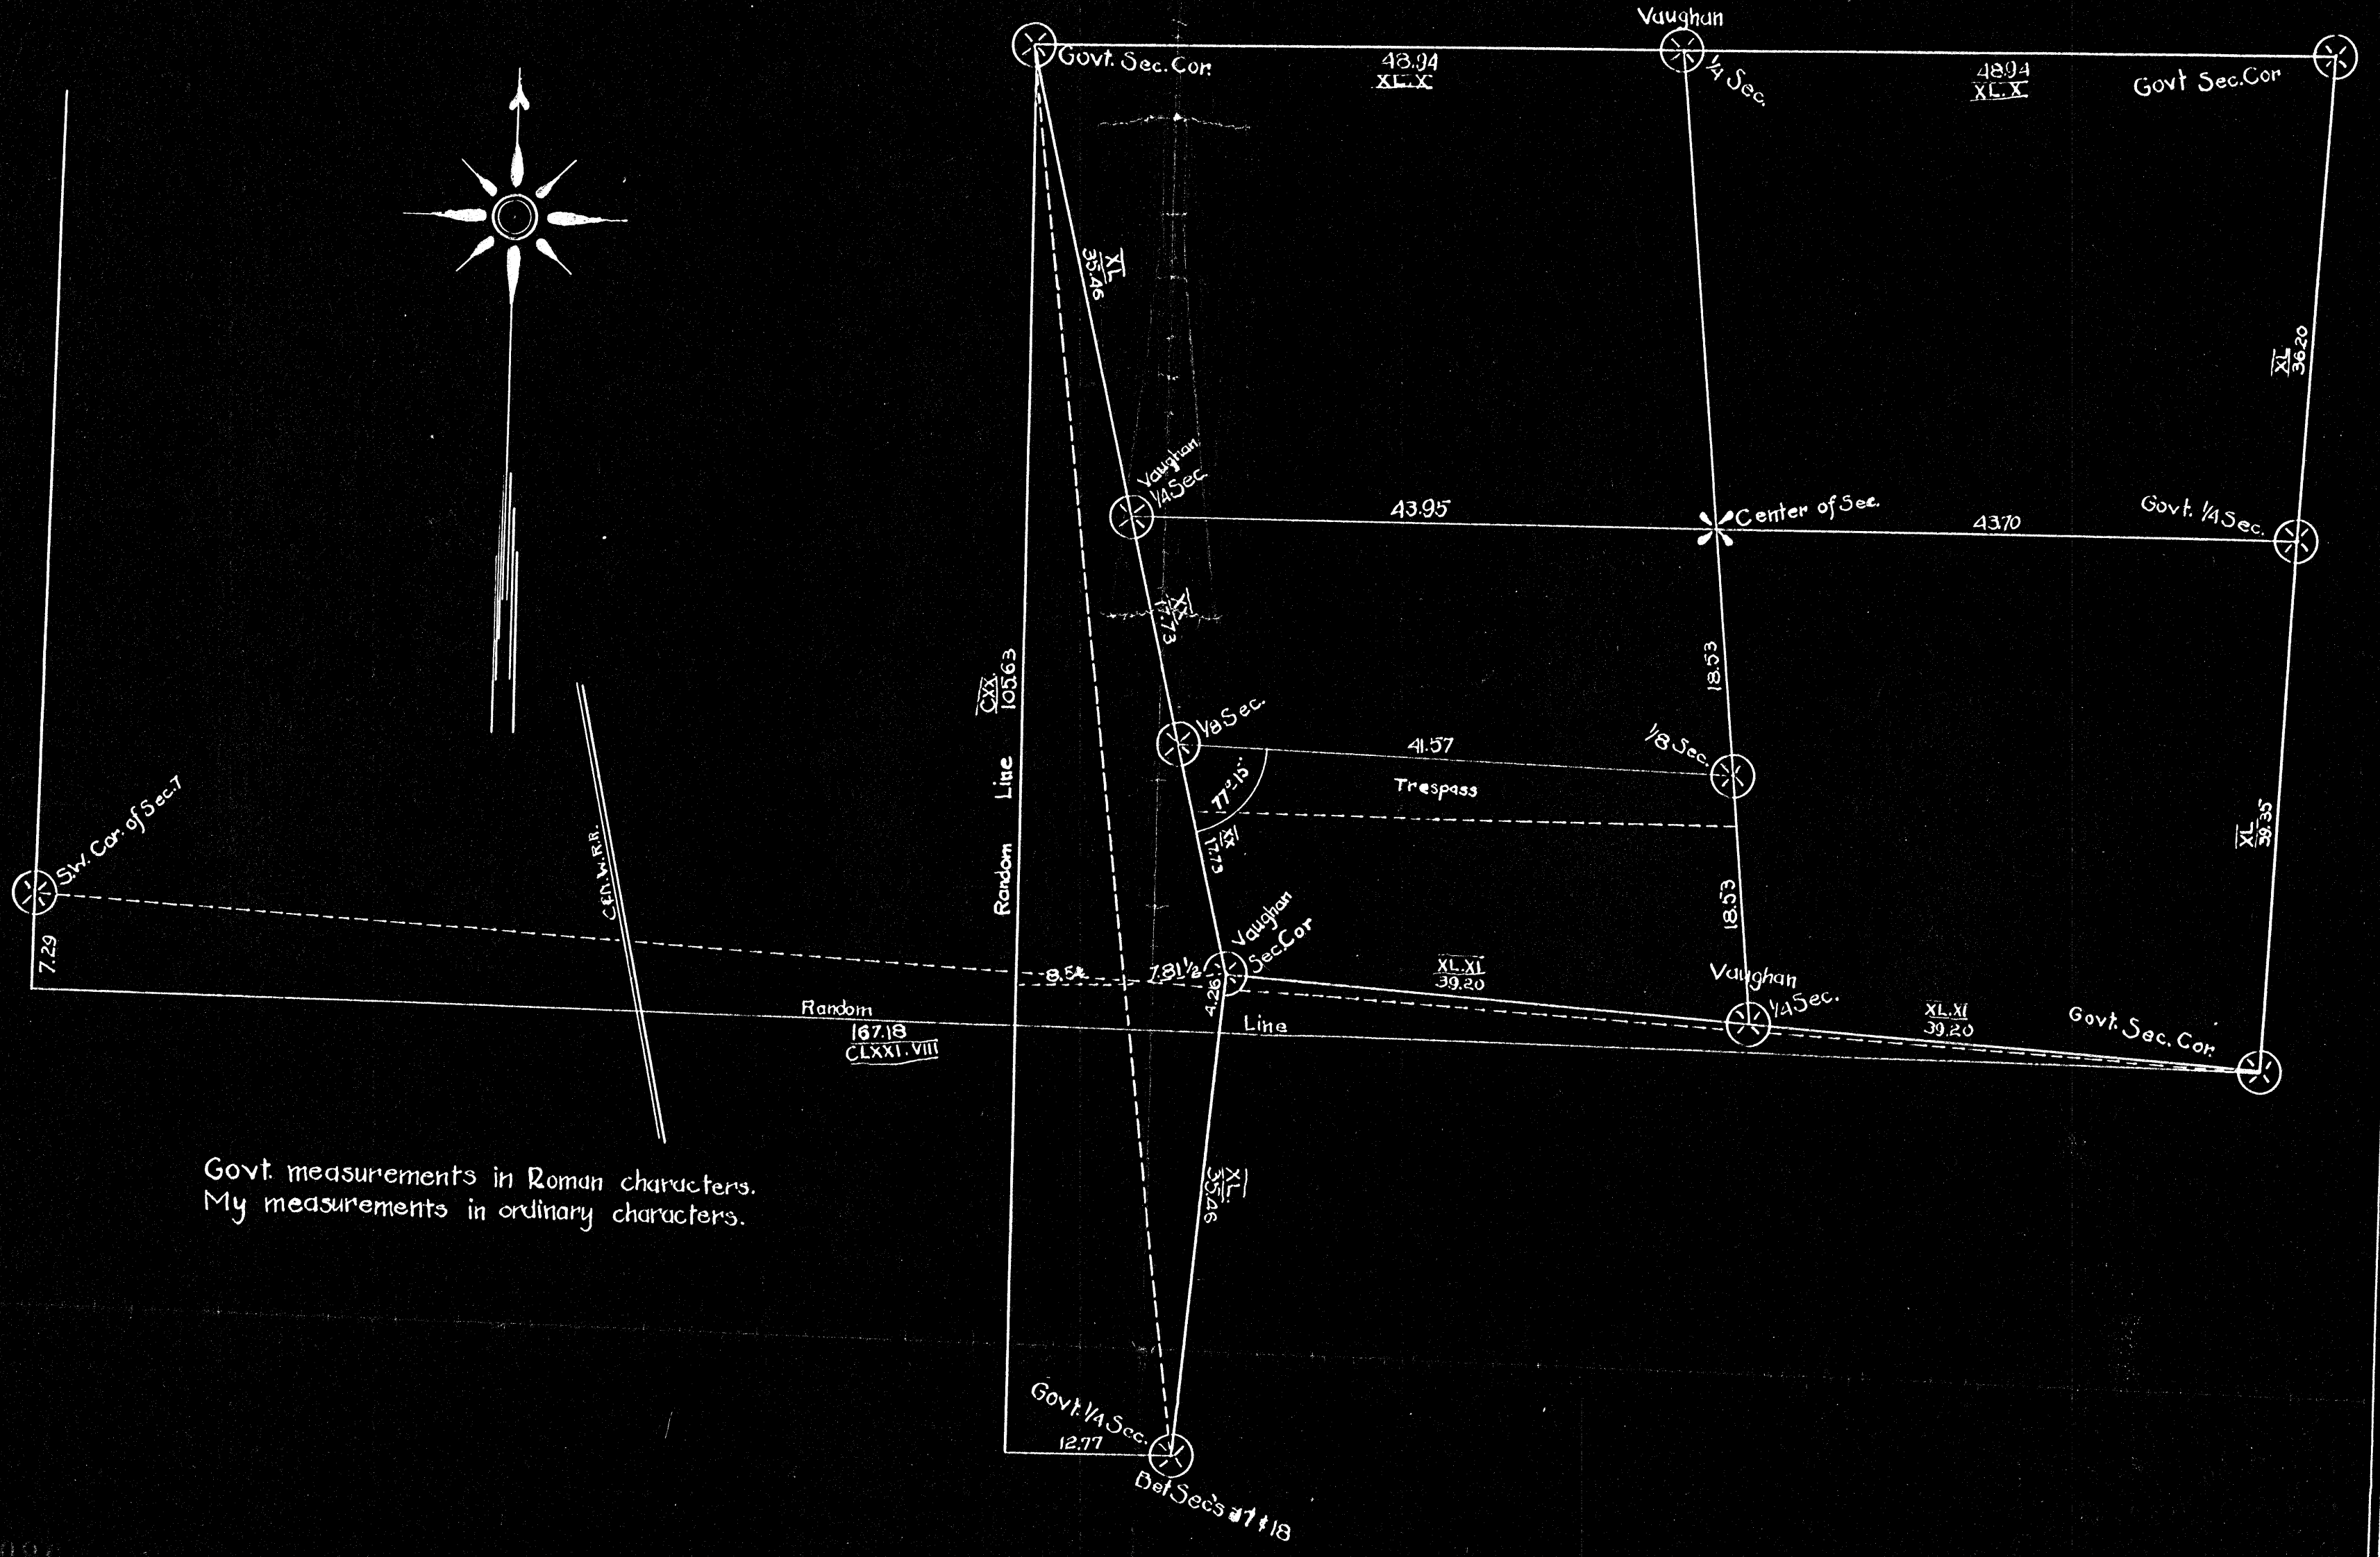 Vaughan
Govt. Sec. Cor.
48.94
XL.X
1/4 Sec.
48.94
XL.X
Govt Sec. Cor
XL
35.46
XL
36.20
Vaughan
1/4 Sec
43.95
Center of Sec.
43.70
Govt. 1/4 Sec.
XX
17.73
18.53
CXX.
105.63
Random Line
1/8 Sec.
41.57
1/8 Sec.
77°-15'
Trespass
XX
17.73
XL
39.35
S.W. Cor. of Sec. 7
C.&N.W.R.R.
18.53
7.29
Vaughan
Sec. Cor
8.54
7.81 1/2
4.26
XL.XI
39.20
Vaughan
1/4 Sec.
XL.XI
39.20
Govt. Sec. Cor.
Random Line
167.18
CLXXI.VIII
Govt. measurements in Roman characters.
My measurements in ordinary characters.
XL.
35.46
Govt. 1/4 Sec.
12.77
Bet Sec's 17 & 18